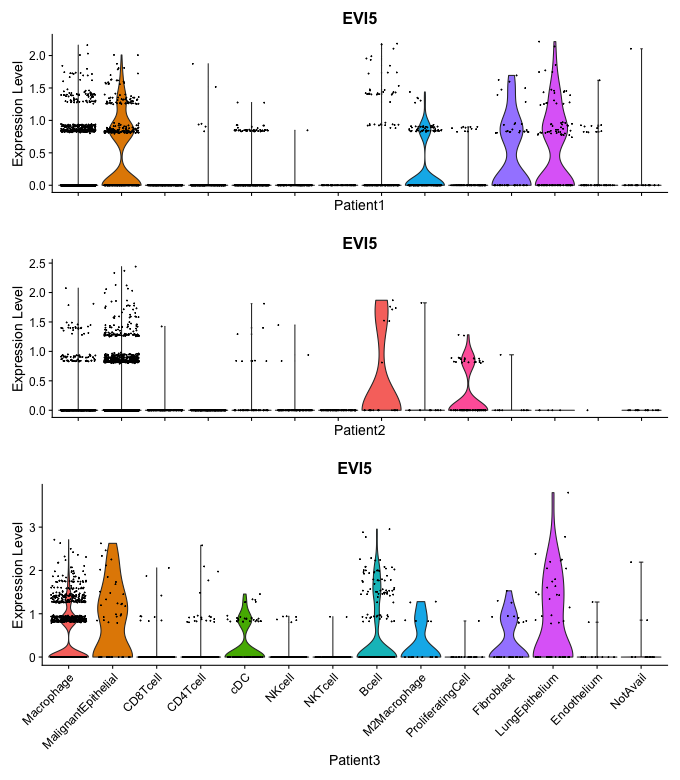 EVI5
Expression Level
2.0
1.5
1.0
0.5
0.0
Patient1
EVI5
Expression Level
2.5
2.0
1.5
1.0
0.5
0.0
Patient2
EVI5
Expression Level
3
2
1
0
Macrophage
MalignantEpithelial
CD8Tcell
CD4Tcell
cDC
NKcell
NKTcell
Bcell
M2Macrophage
ProliferatingCell
Fibroblast
LungEpithelium
Endothelium
NotAvail
Patient3